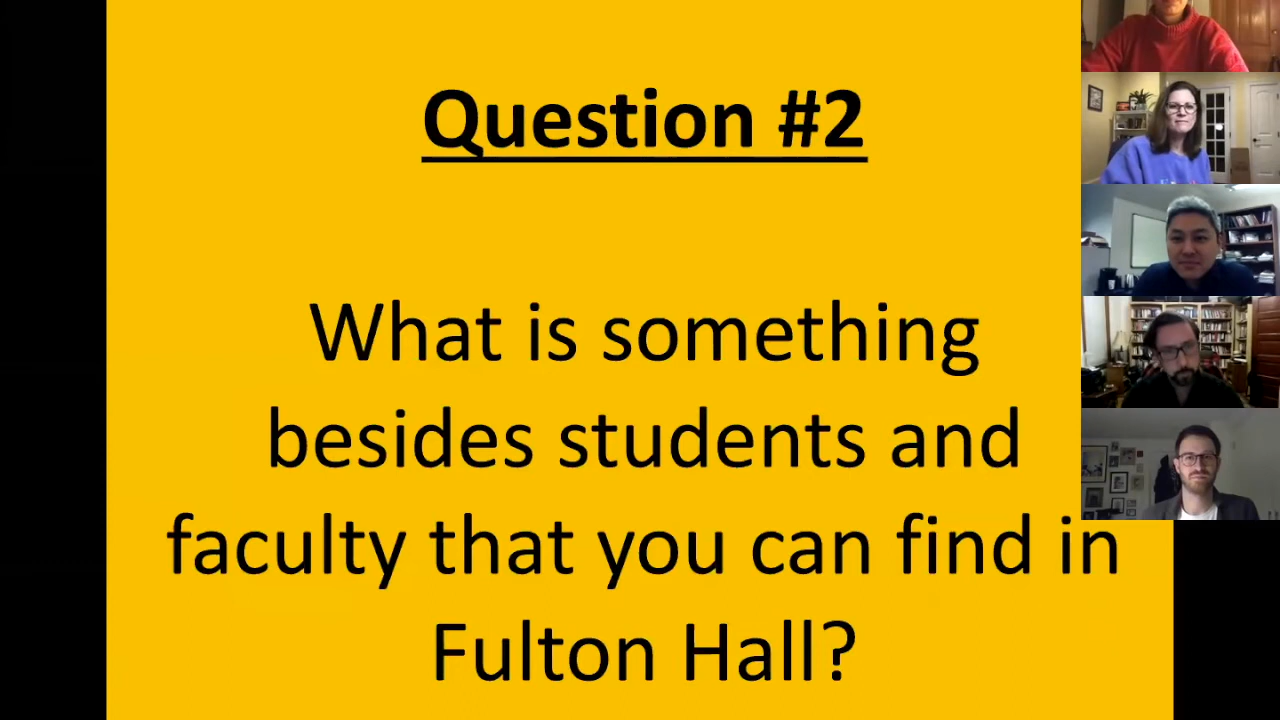 Question #2
What is something
besides students and
faculty that you can find in
Fulton Hall?